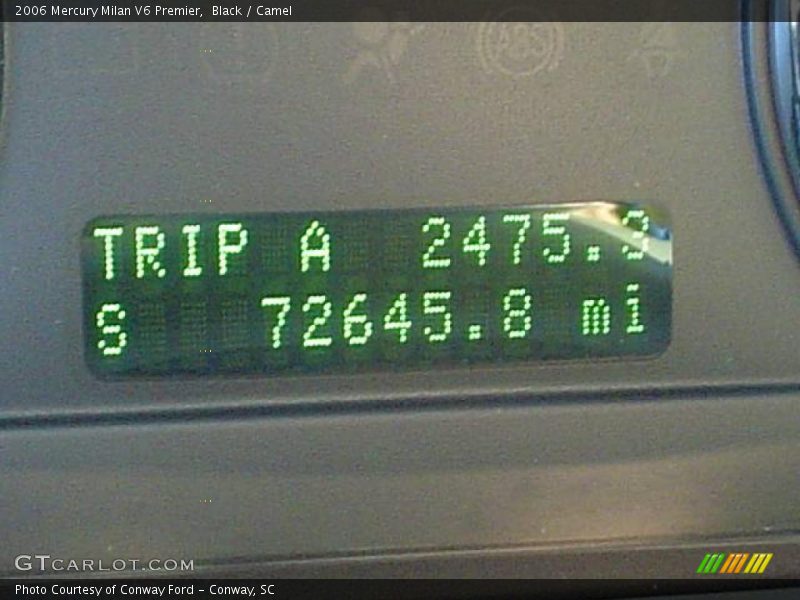 2006 Mercury Milan V6 Premier, Black / Camel
ABS
TRIP A 2475.3
S 72645.8 mi
GTCARLOT.COM
Photo Courtesy of Conway Ford - Conway, SC